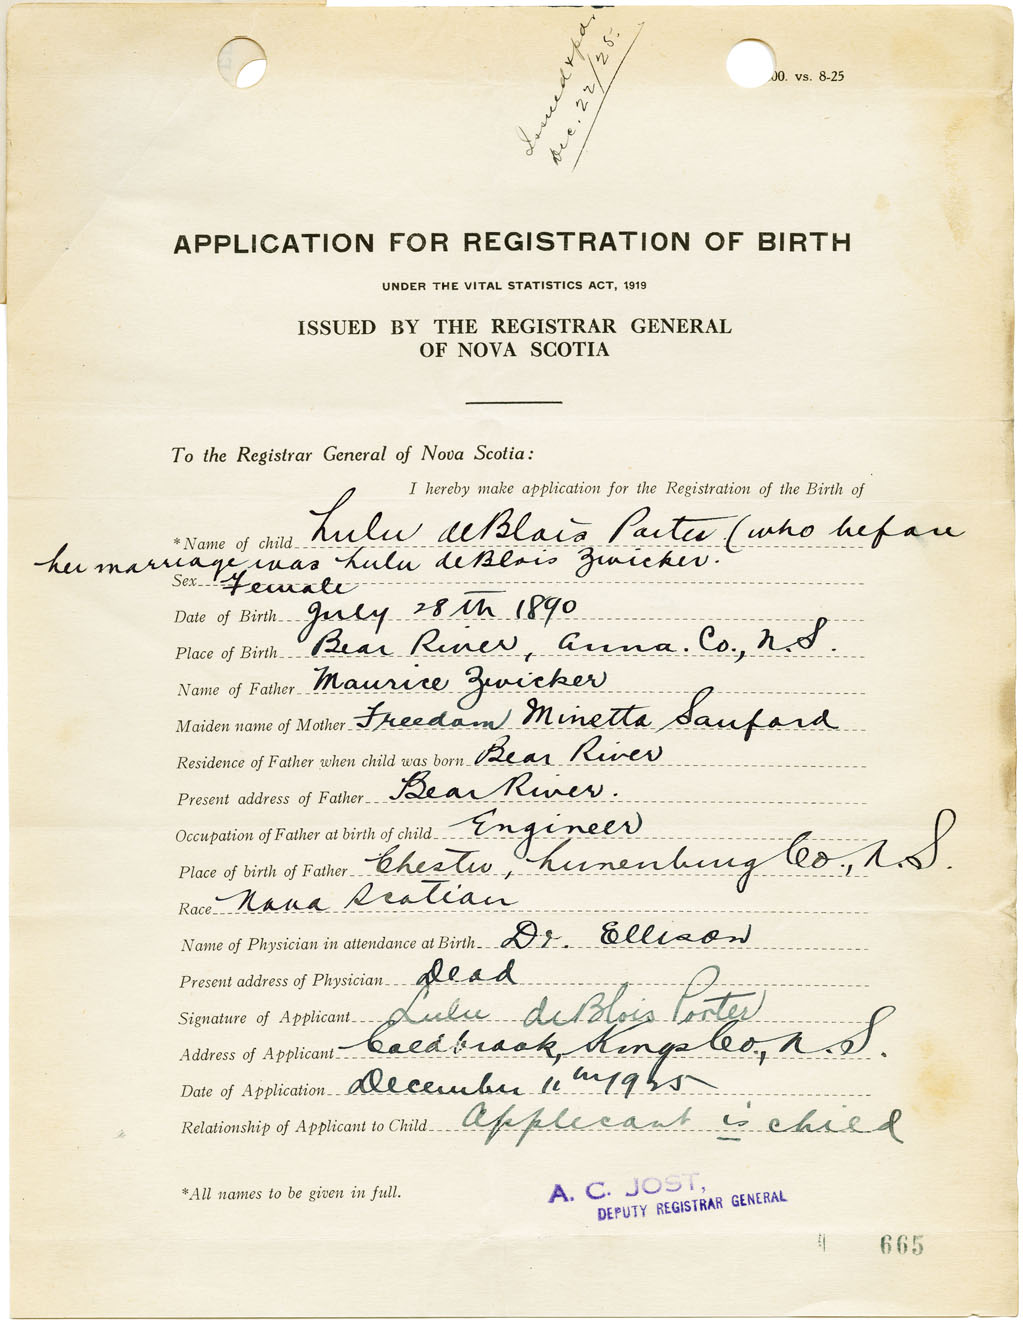 Issued & pd.
Dec. 22/25.
00. vs. 8-25
APPLICATION FOR REGISTRATION OF BIRTH
UNDER THE VITAL STATISTICS ACT, 1919
ISSUED BY THE REGISTRAR GENERAL
OF NOVA SCOTIA
To the Registrar General of Nova Scotia:
I hereby make application for the Registration of the Birth of
*Name of child Lulu deBlois Porter (who before
her marriage was Lulu deBlois Zwicker.
Sex Female
Date of Birth July 28th 1890
Place of Birth Bear River, Anna. Co., N.S.
Name of Father Maurice Zwicker
Maiden name of Mother Freedom Minetta Sanford
Residence of Father when child was born Bear River
Present address of Father Bear River.
Occupation of Father at birth of child Engineer
Place of birth of Father Chester, Lunenburg Co., N.S.
Race Nova Scotian
Name of Physician in attendance at Birth Dr. Ellison
Present address of Physician Dead
Signature of Applicant Lulu deBlois Porter
Address of Applicant Coldbrook, Kings Co., N.S.
Date of Application December 11th 1925
Relationship of Applicant to Child Applicant is child
*All names to be given in full.
A. C. JOST,
DEPUTY REGISTRAR GENERAL
665